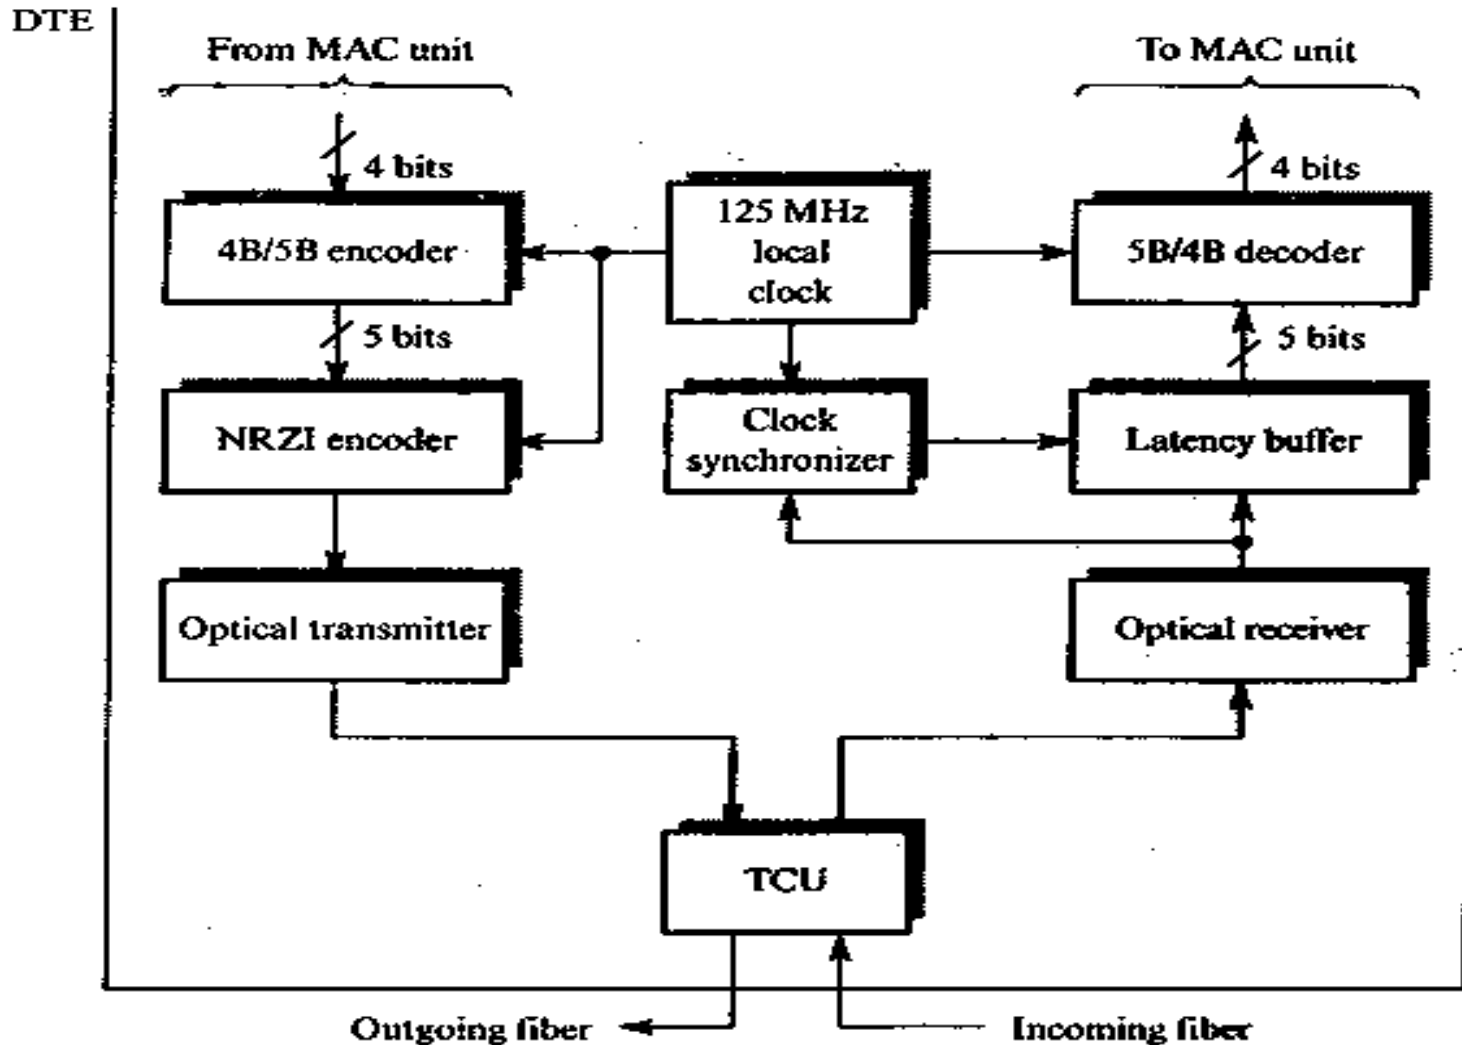 DTE
From MAC unit
To MAC unit
4 bits
4 bits
4B/5B encoder
125 MHz
local
clock
5B/4B decoder
5 bits
5 bits
NRZI encoder
Clock
synchronizer
Latency buffer
Optical transmitter
Optical receiver
TCU
Outgoing fiber
Incoming fiber